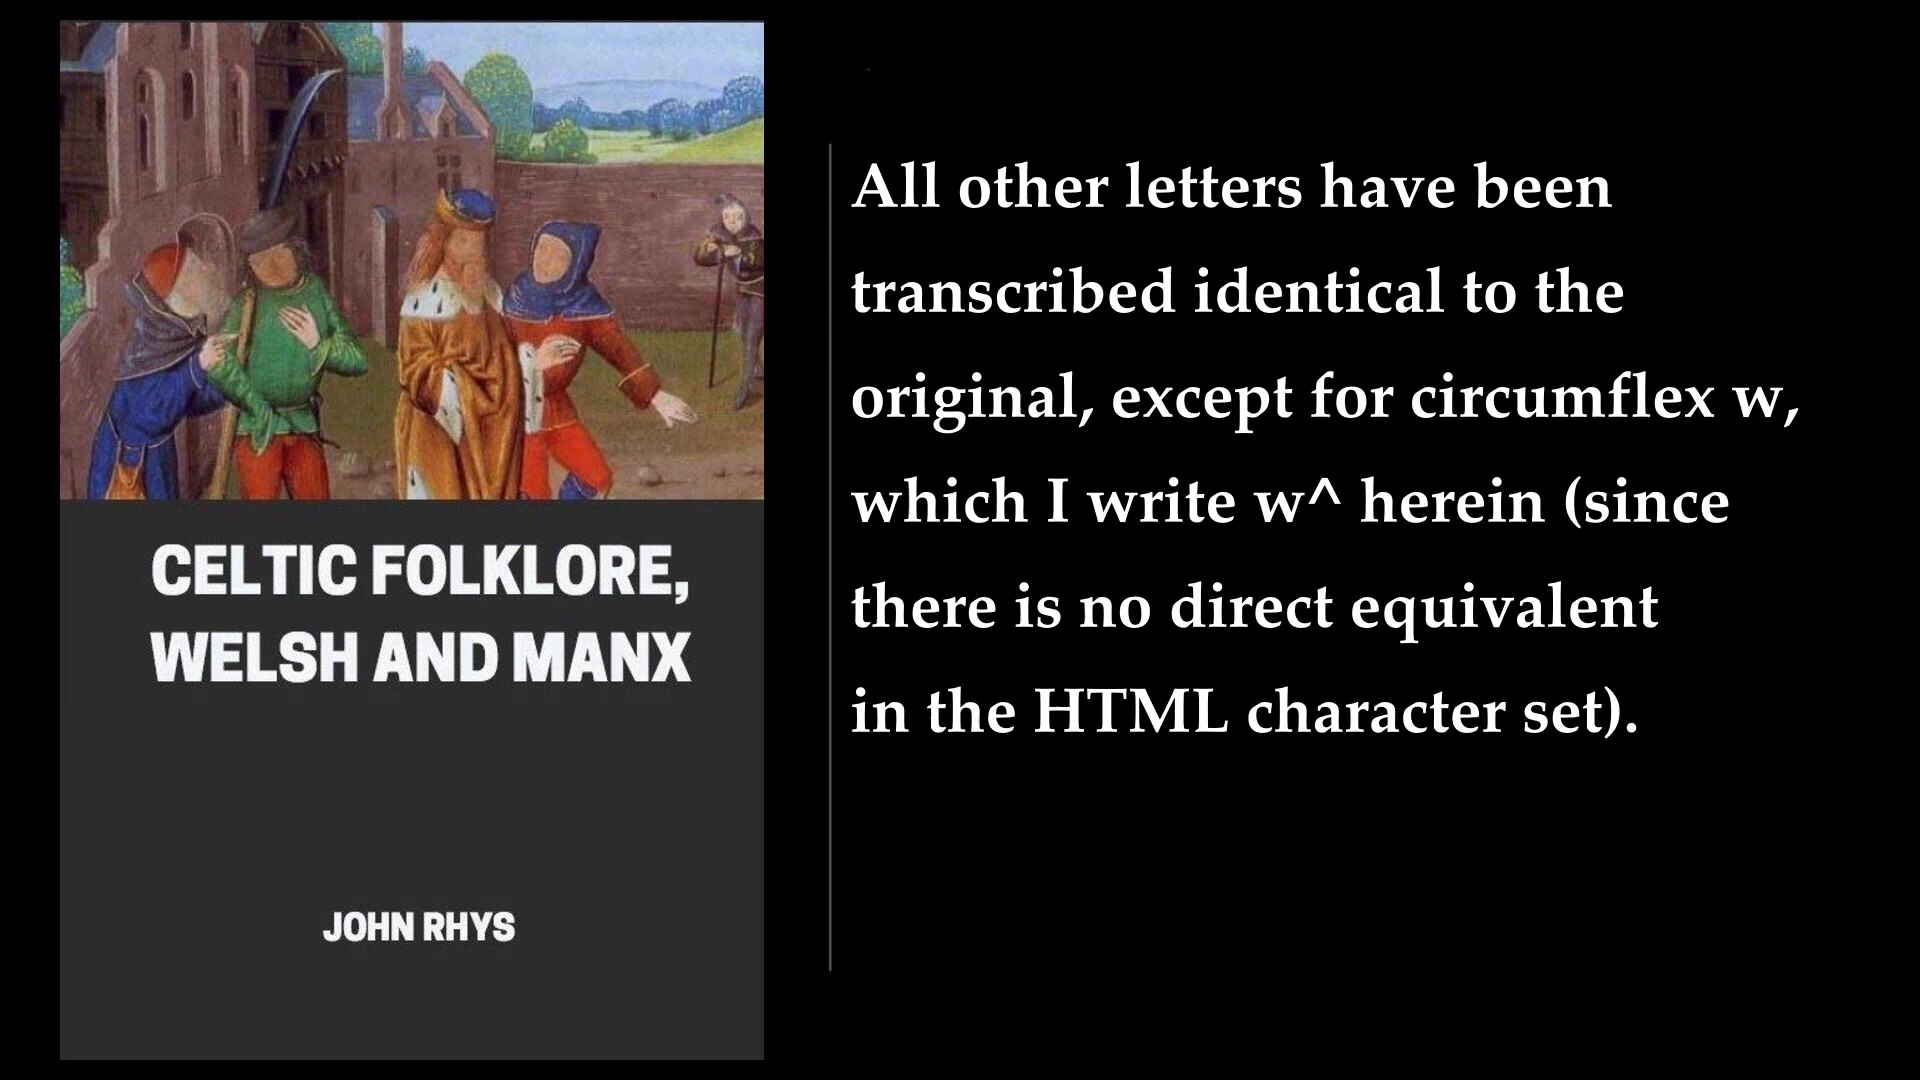 CELTIC FOLKLORE,
WELSH AND MANX
JOHN RHYS
All other letters have been
transcribed identical to the
original, except for circumflex w,
which I write w^ herein (since
there is no direct equivalent
in the HTML character set).